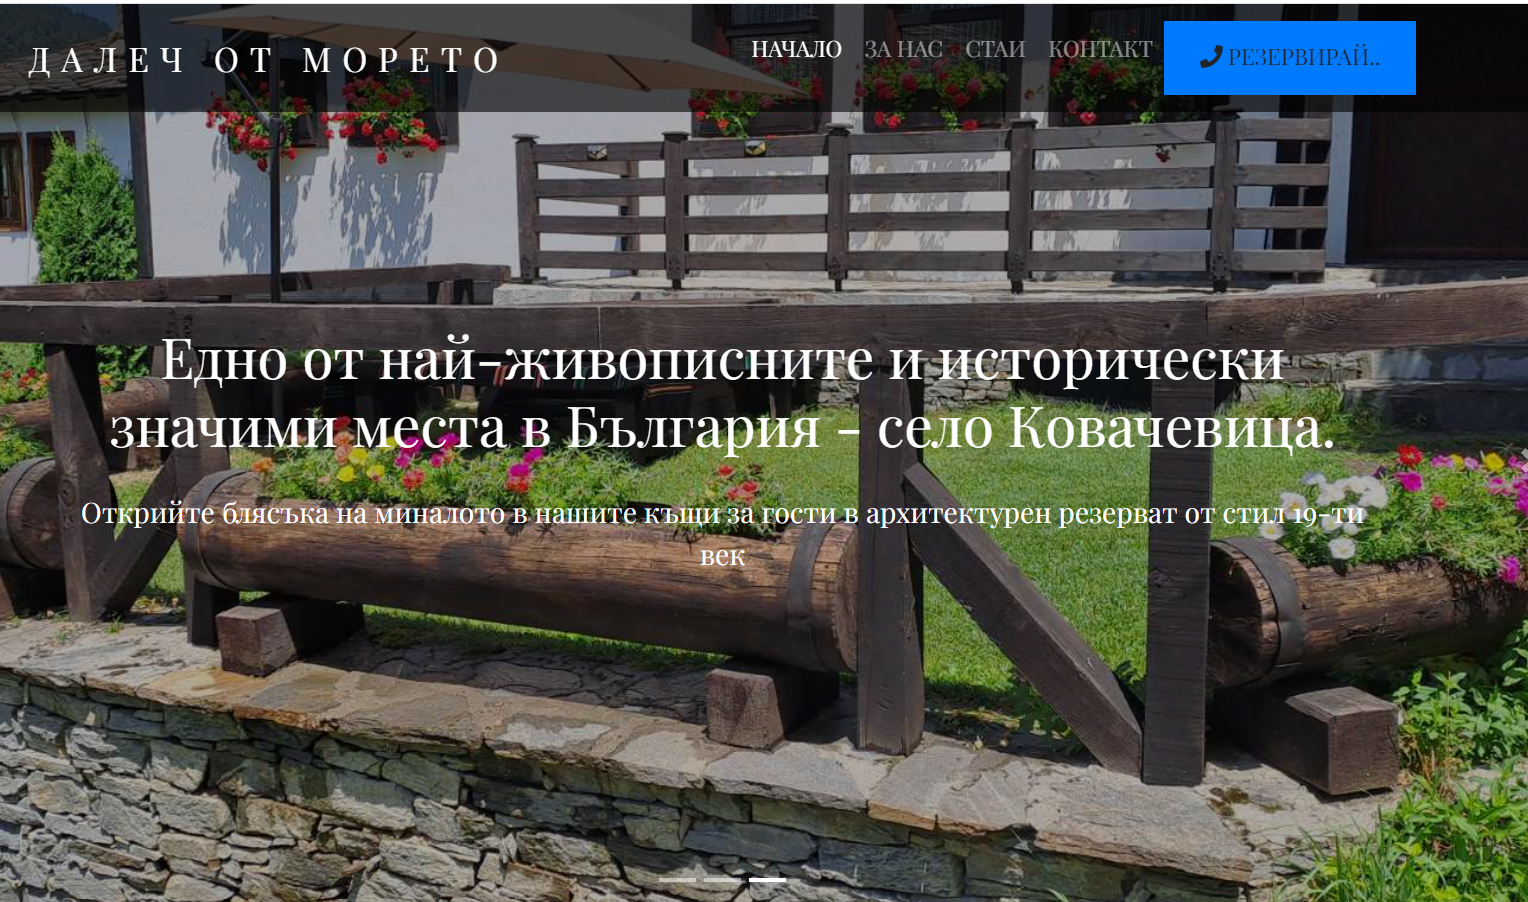 ДАЛЕЧ ОТ МОРЕТО
НАЧАЛО ЗА НАС СТАИ КОНТАКТ РЕЗЕРВИРАЙ..
Едно от най-живописните и исторически
значими места в България - село Ковачевица.
Открийте блясъка на миналото в нашите къщи за гости в архитектурен резерват от стил 19-ти
век